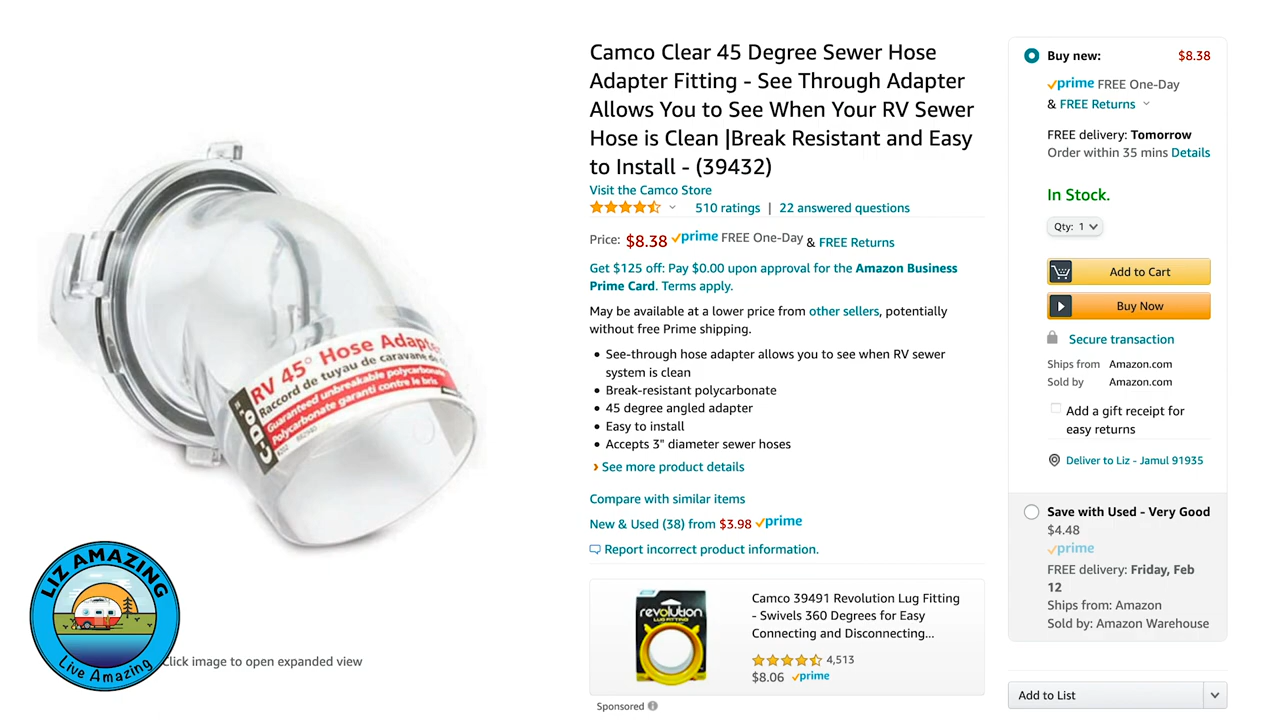 Camco Clear 45 Degree Sewer Hose
Adapter Fitting - See Through Adapter
Allows You to See When Your RV Sewer
Hose is Clean |Break Resistant and Easy
to Install - (39432)
Visit the Camco Store
510 ratings | 22 answered questions
Price: $8.38 prime FREE One-Day & FREE Returns
Get $125 off: Pay $0.00 upon approval for the Amazon Business
Prime Card. Terms apply.
May be available at a lower price from other sellers, potentially
without free Prime shipping.
• See-through hose adapter allows you to see when RV sewer
system is clean
• Break-resistant polycarbonate
• 45 degree angled adapter
• Easy to install
• Accepts 3" diameter sewer hoses
› See more product details
Compare with similar items
New & Used (38) from $3.98 prime
Report incorrect product information.
revolution
LUG FITTING
Camco 39491 Revolution Lug Fitting
- Swivels 360 Degrees for Easy
Connecting and Disconnecting...
4,513
$8.06 prime
Sponsored
Buy new: $8.38
prime FREE One-Day
& FREE Returns
FREE delivery: Tomorrow
Order within 35 mins Details
In Stock.
Qty: 1
Add to Cart
Buy Now
Secure transaction
Ships from Amazon.com
Sold by Amazon.com
Add a gift receipt for
easy returns
Deliver to Liz - Jamul 91935
Save with Used - Very Good
$4.48
prime
FREE delivery: Friday, Feb
12
Ships from: Amazon
Sold by: Amazon Warehouse
Add to List
RV 45° Hose Adapter
Raccord de tuyau de caravane de
Guaranteed unbreakable polycarbonate
Polycarbonate garanti contre le bris.
C-Do
LIZ AMAZING
Live Amazing
Click image to open expanded view